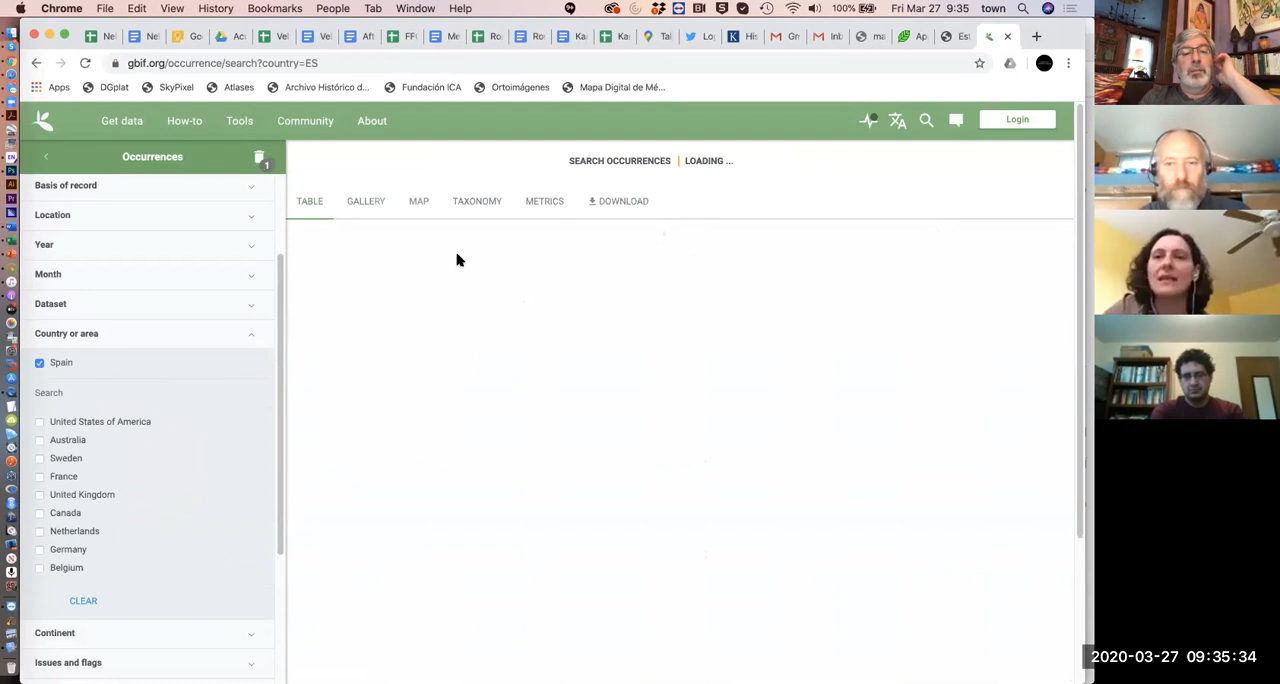 Chrome File Edit View History Bookmarks People Tab Window Help 100% Fri Mar 27 9:35 town
gbif.org/occurrence/search?country=ES
Apps DGplat SkyPixel Atlases Archivo Histórico d... Fundación ICA Ortoimágenes Mapa Digital de Mé...
Get data How-to Tools Community About Login
Occurrences 1
SEARCH OCCURRENCES | LOADING ...
TABLE GALLERY MAP TAXONOMY METRICS DOWNLOAD
Basis of record
Location
Year
Month
Dataset
Country or area
Spain
Search
United States of America
Australia
Sweden
France
United Kingdom
Canada
Netherlands
Germany
Belgium
CLEAR
Continent
Issues and flags
2020-03-27 09:35:34